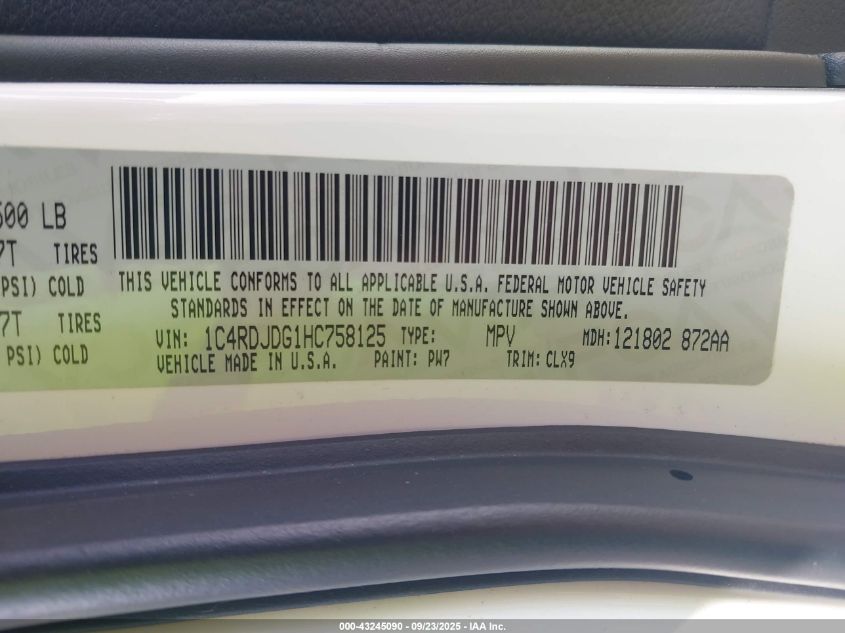 500 LB
7T TIRES
PSI) COLD
7T TIRES
PSI) COLD
THIS VEHICLE CONFORMS TO ALL APPLICABLE U.S.A. FEDERAL MOTOR VEHICLE SAFETY
STANDARDS IN EFFECT ON THE DATE OF MANUFACTURE SHOWN ABOVE.
VIN: 1C4RDJDG1HC758125 TYPE: MPV MDH:121802 872AA
VEHICLE MADE IN U.S.A. PAINT: PW7 TRIM: CLX9
000-43245090 - 09/23/2025 - IAA Inc.